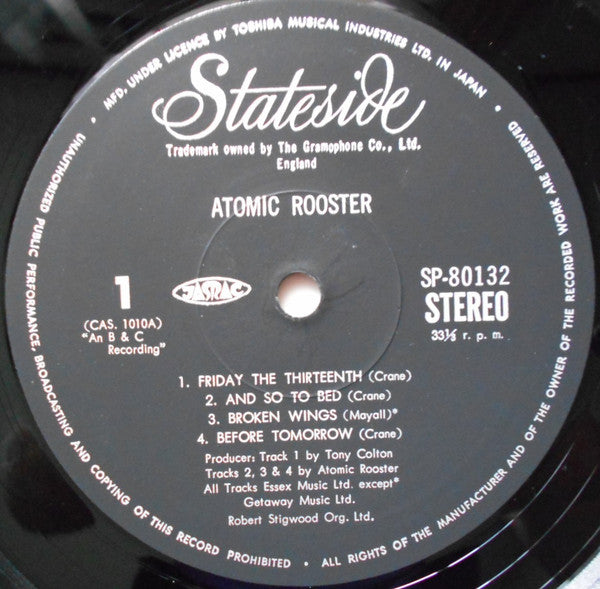 • MFD. UNDER LICENCE BY TOSHIBA MUSICAL INDUSTRIES LTD. IN JAPAN •
Stateside
Trademark owned by The Gramophone Co., Ltd.
England
ATOMIC ROOSTER
1
(CAS. 1010A)
"An B & C
Recording"
JASRAC
SP-80132
STEREO
33⅓ r. p. m.
1. FRIDAY THE THIRTEENTH (Crane)
2. AND SO TO BED (Crane)
3. BROKEN WINGS (Mayall)*
4. BEFORE TOMORROW (Crane)
Producer: Track 1 by Tony Colton
Tracks 2, 3 & 4 by Atomic Rooster
All Tracks Essex Music Ltd. except*
Getaway Music Ltd.
Robert Stigwood Org. Ltd.
UNAUTHORIZED PUBLIC PERFORMANCE, BROADCASTING AND COPYING OF THIS RECORD PROHIBITED • ALL RIGHTS OF THE MANUFACTURER AND OF THE OWNER OF THE RECORDED WORK ARE RESERVED